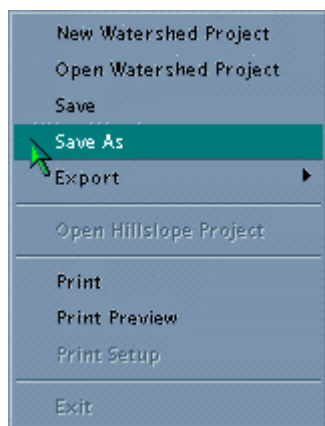 New Watershed Project
Open Watershed Project
Save
Save As
Export
Open Hillslope Project
Print
Print Preview
Print Setup
Exit